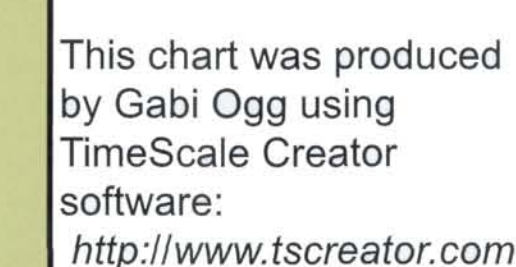 This chart was produced
by Gabi Ogg using
TimeScale Creator
software:
http://www.tscreator.com